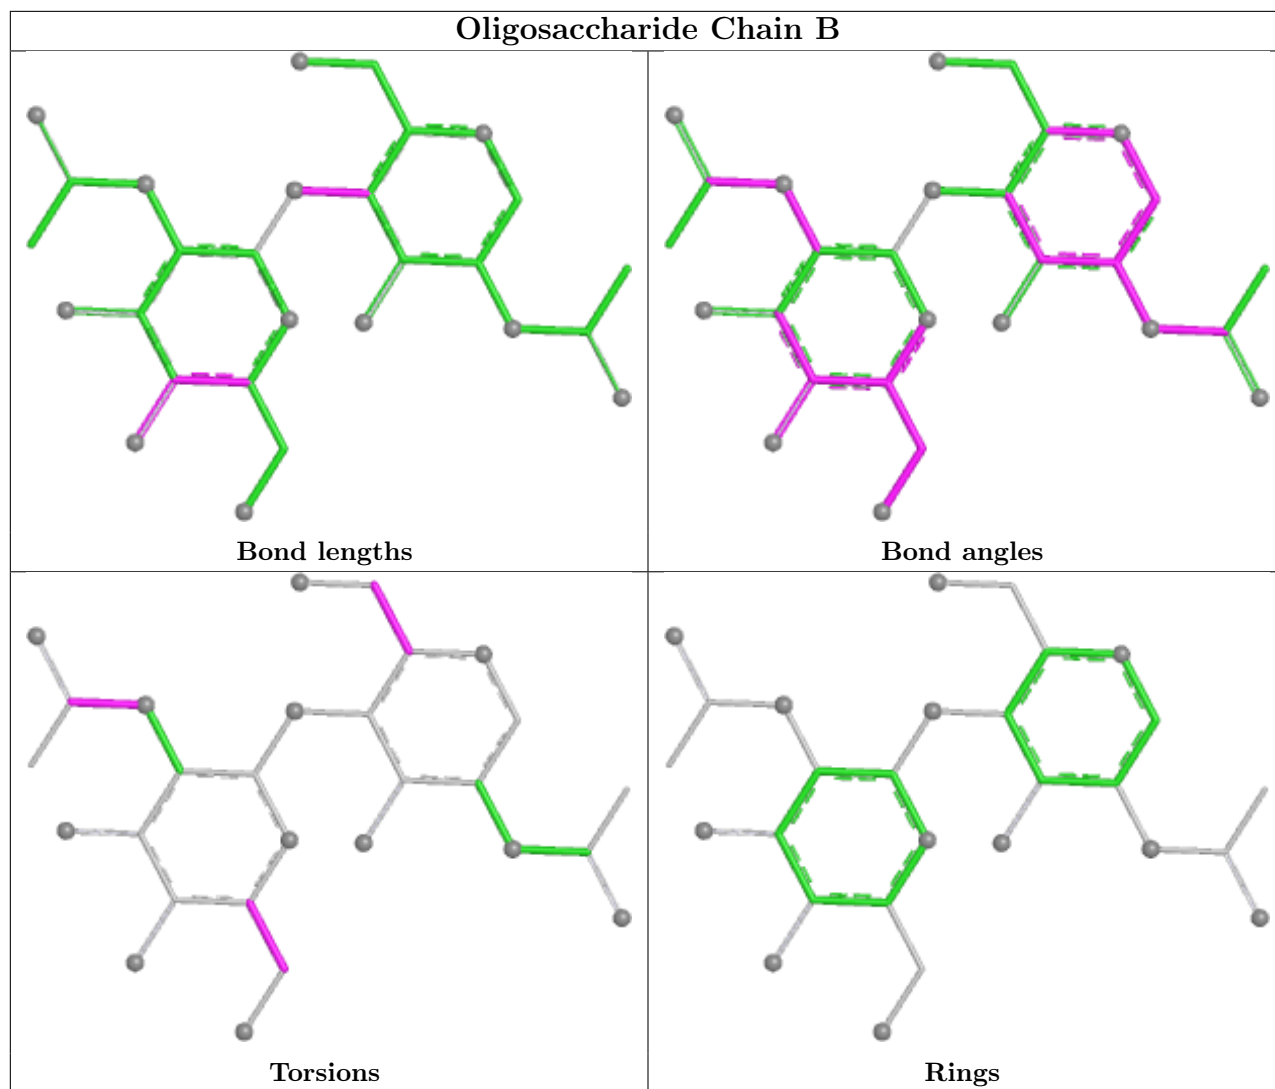 Oligosaccharide Chain B
Bond lengths
Bond angles
Torsions
Rings